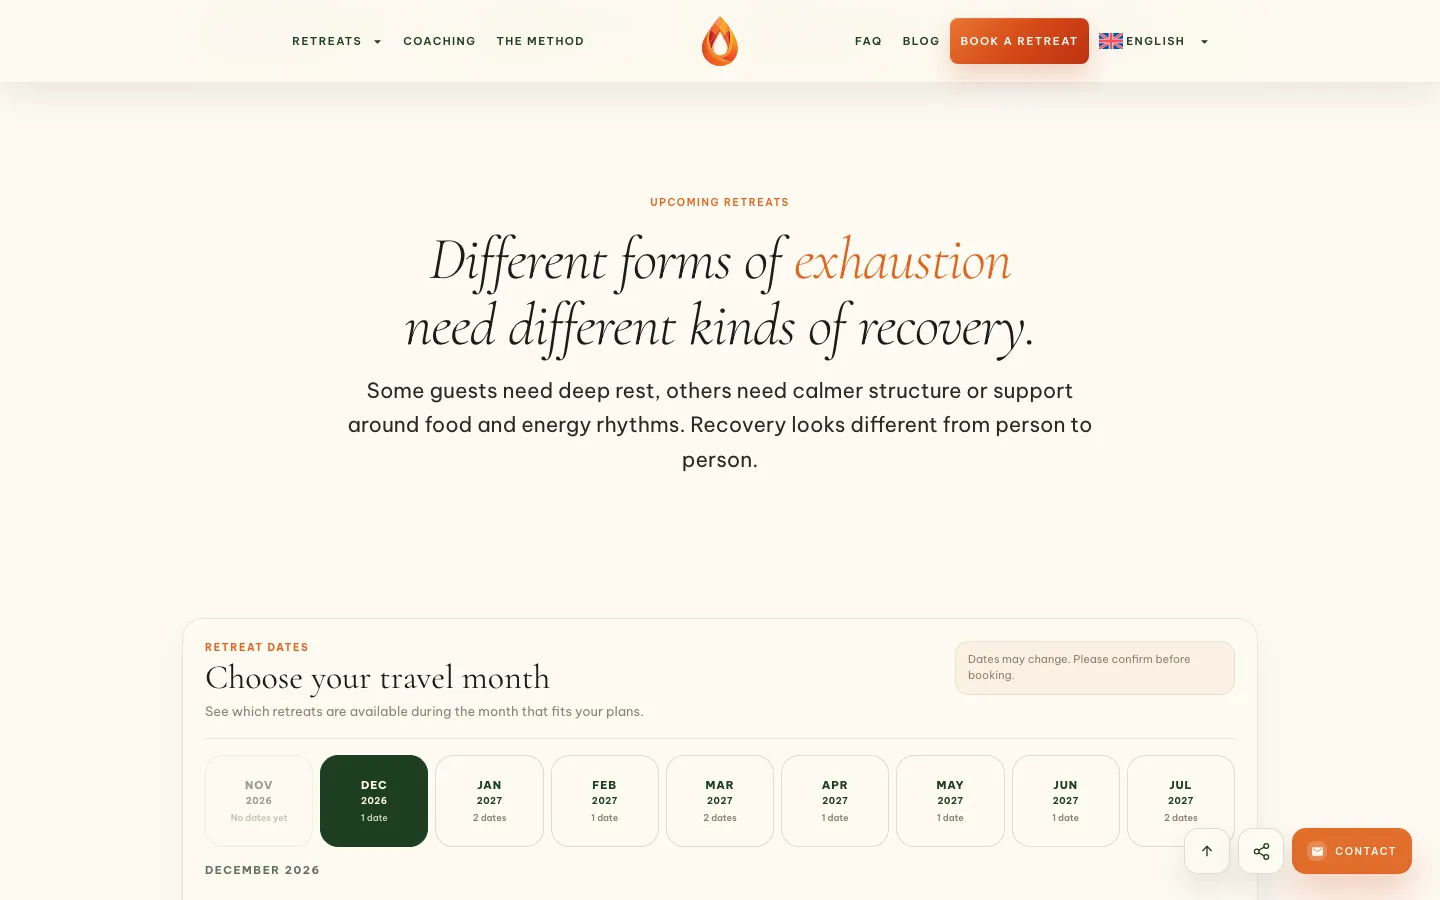 RETREATS
COACHING
THE METHOD
FAQ
BLOG
BOOK A RETREAT
ENGLISH
UPCOMING RETREATS
Different forms of exhaustion
need different kinds of recovery.
Some guests need deep rest, others need calmer structure or support
around food and energy rhythms. Recovery looks different from person to
person.
RETREAT DATES
Choose your travel month
See which retreats are available during the month that fits your plans.
Dates may change. Please confirm before
booking.
NOV
2026
No dates yet
DEC
2026
1 date
JAN
2027
2 dates
FEB
2027
1 date
MAR
2027
2 dates
APR
2027
1 date
MAY
2027
1 date
JUN
2027
1 date
JUL
2027
2 dates
DECEMBER 2026
CONTACT